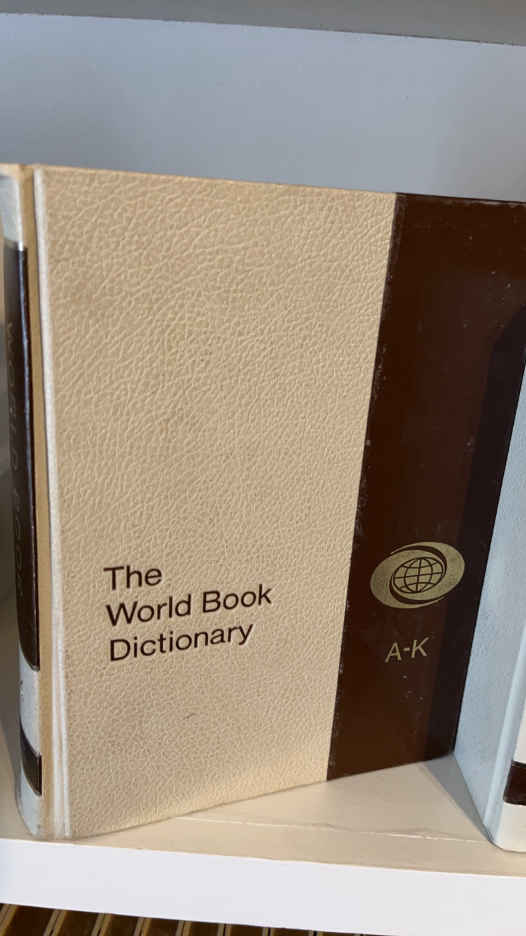 The
World Book
Dictionary
A-K